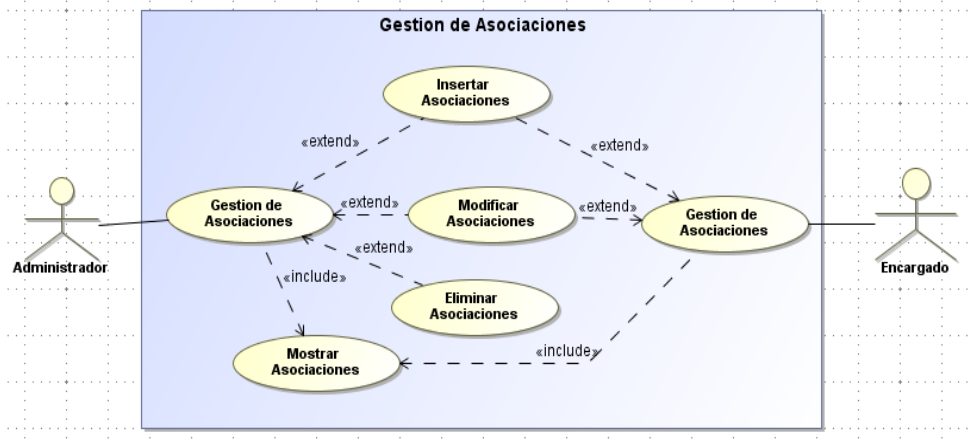 Gestion de Asociaciones
Insertar
Asociaciones
«extend»
«extend»
Gestion de
Asociaciones
«extend»
Modificar
Asociaciones
«extend»
Gestion de
Asociaciones
Administrador
Encargado
«extend»
«include»
Eliminar
Asociaciones
Mostrar
Asociaciones
«include»